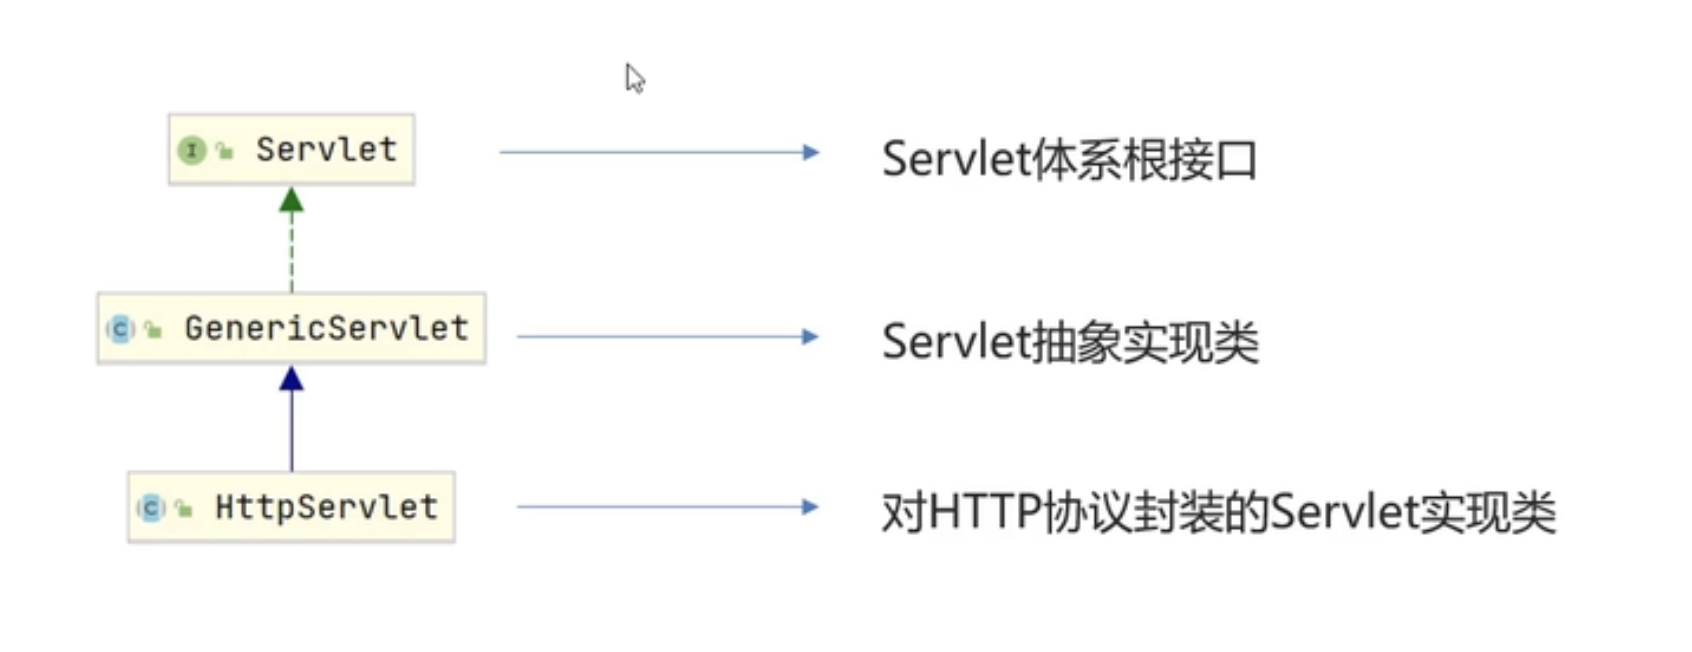 Servlet
Servlet体系根接口
GenericServlet
Servlet抽象实现类
HttpServlet
对HTTP协议封装的Servlet实现类